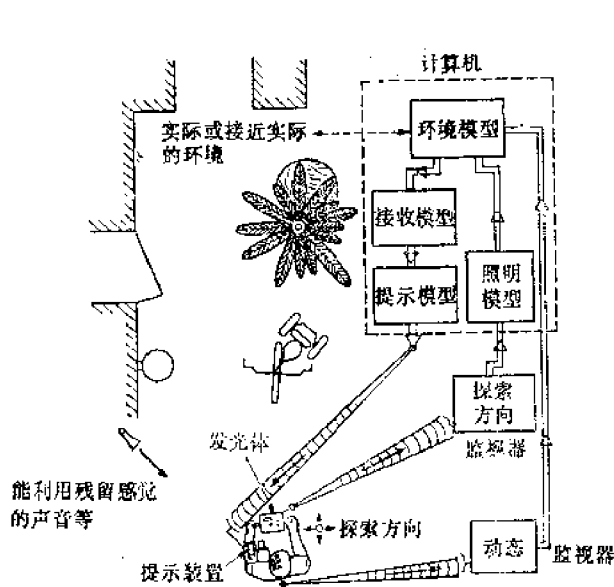 计算机
实际或接近实际
的环境
环境模型
接收模型
提示模型
照明
模型
探索
方向
监视器
发光体
能利用残留感觉
的声音等
探索方向
提示装置
动态
监视器